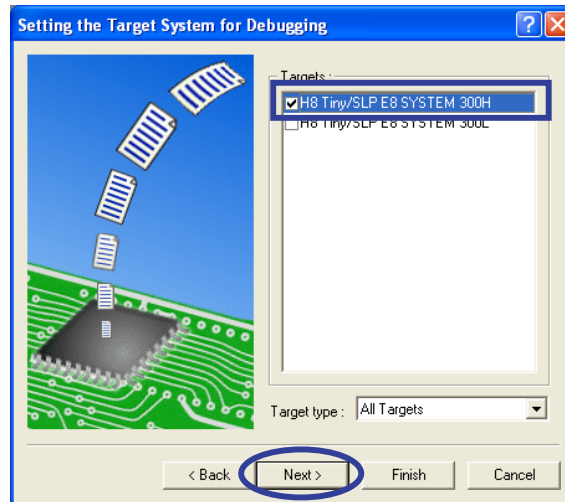 Setting the Target System for Debugging
Targets :
H8 Tiny/SLP E8 SYSTEM 300H
H8 Tiny/SLP E8 SYSTEM 300L
Target type : All Targets
< Back Next > Finish Cancel